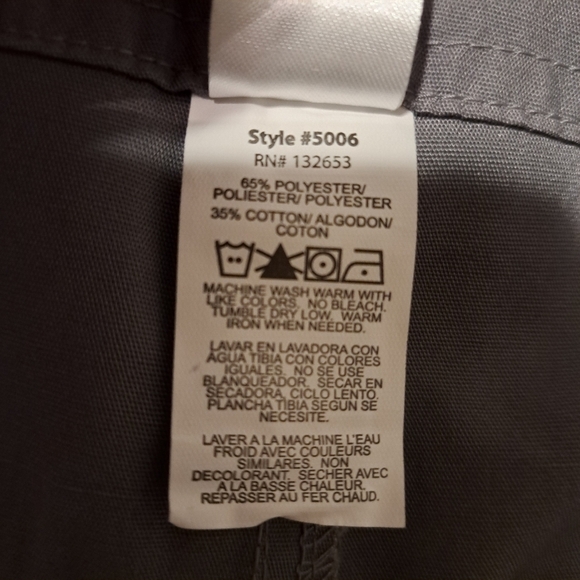 Style #5006
RN# 132653
65% POLYESTER/
POLIESTER/ POLYESTER
35% COTTON/ ALGODON/
COTON
MACHINE WASH WARM WITH
LIKE COLORS. NO BLEACH.
TUMBLE DRY LOW. WARM
IRON WHEN NEEDED.
LAVAR EN LAVADORA CON
AGUA TIBIA CON COLORES
IGUALES. NO SE USE
BLANQUEADOR. SECAR EN
SECADORA, CICLO LENTO.
PLANCHA TIBIA SEGUN SE
NECESITE.
LAVER A LA MACHINE L'EAU
FROID AVEC COULEURS
SIMILAIRES. NON
DECOLORANT. SÉCHER AVEC
A LA BASSE CHALEUR.
REPASSER AU FER CHAUD.